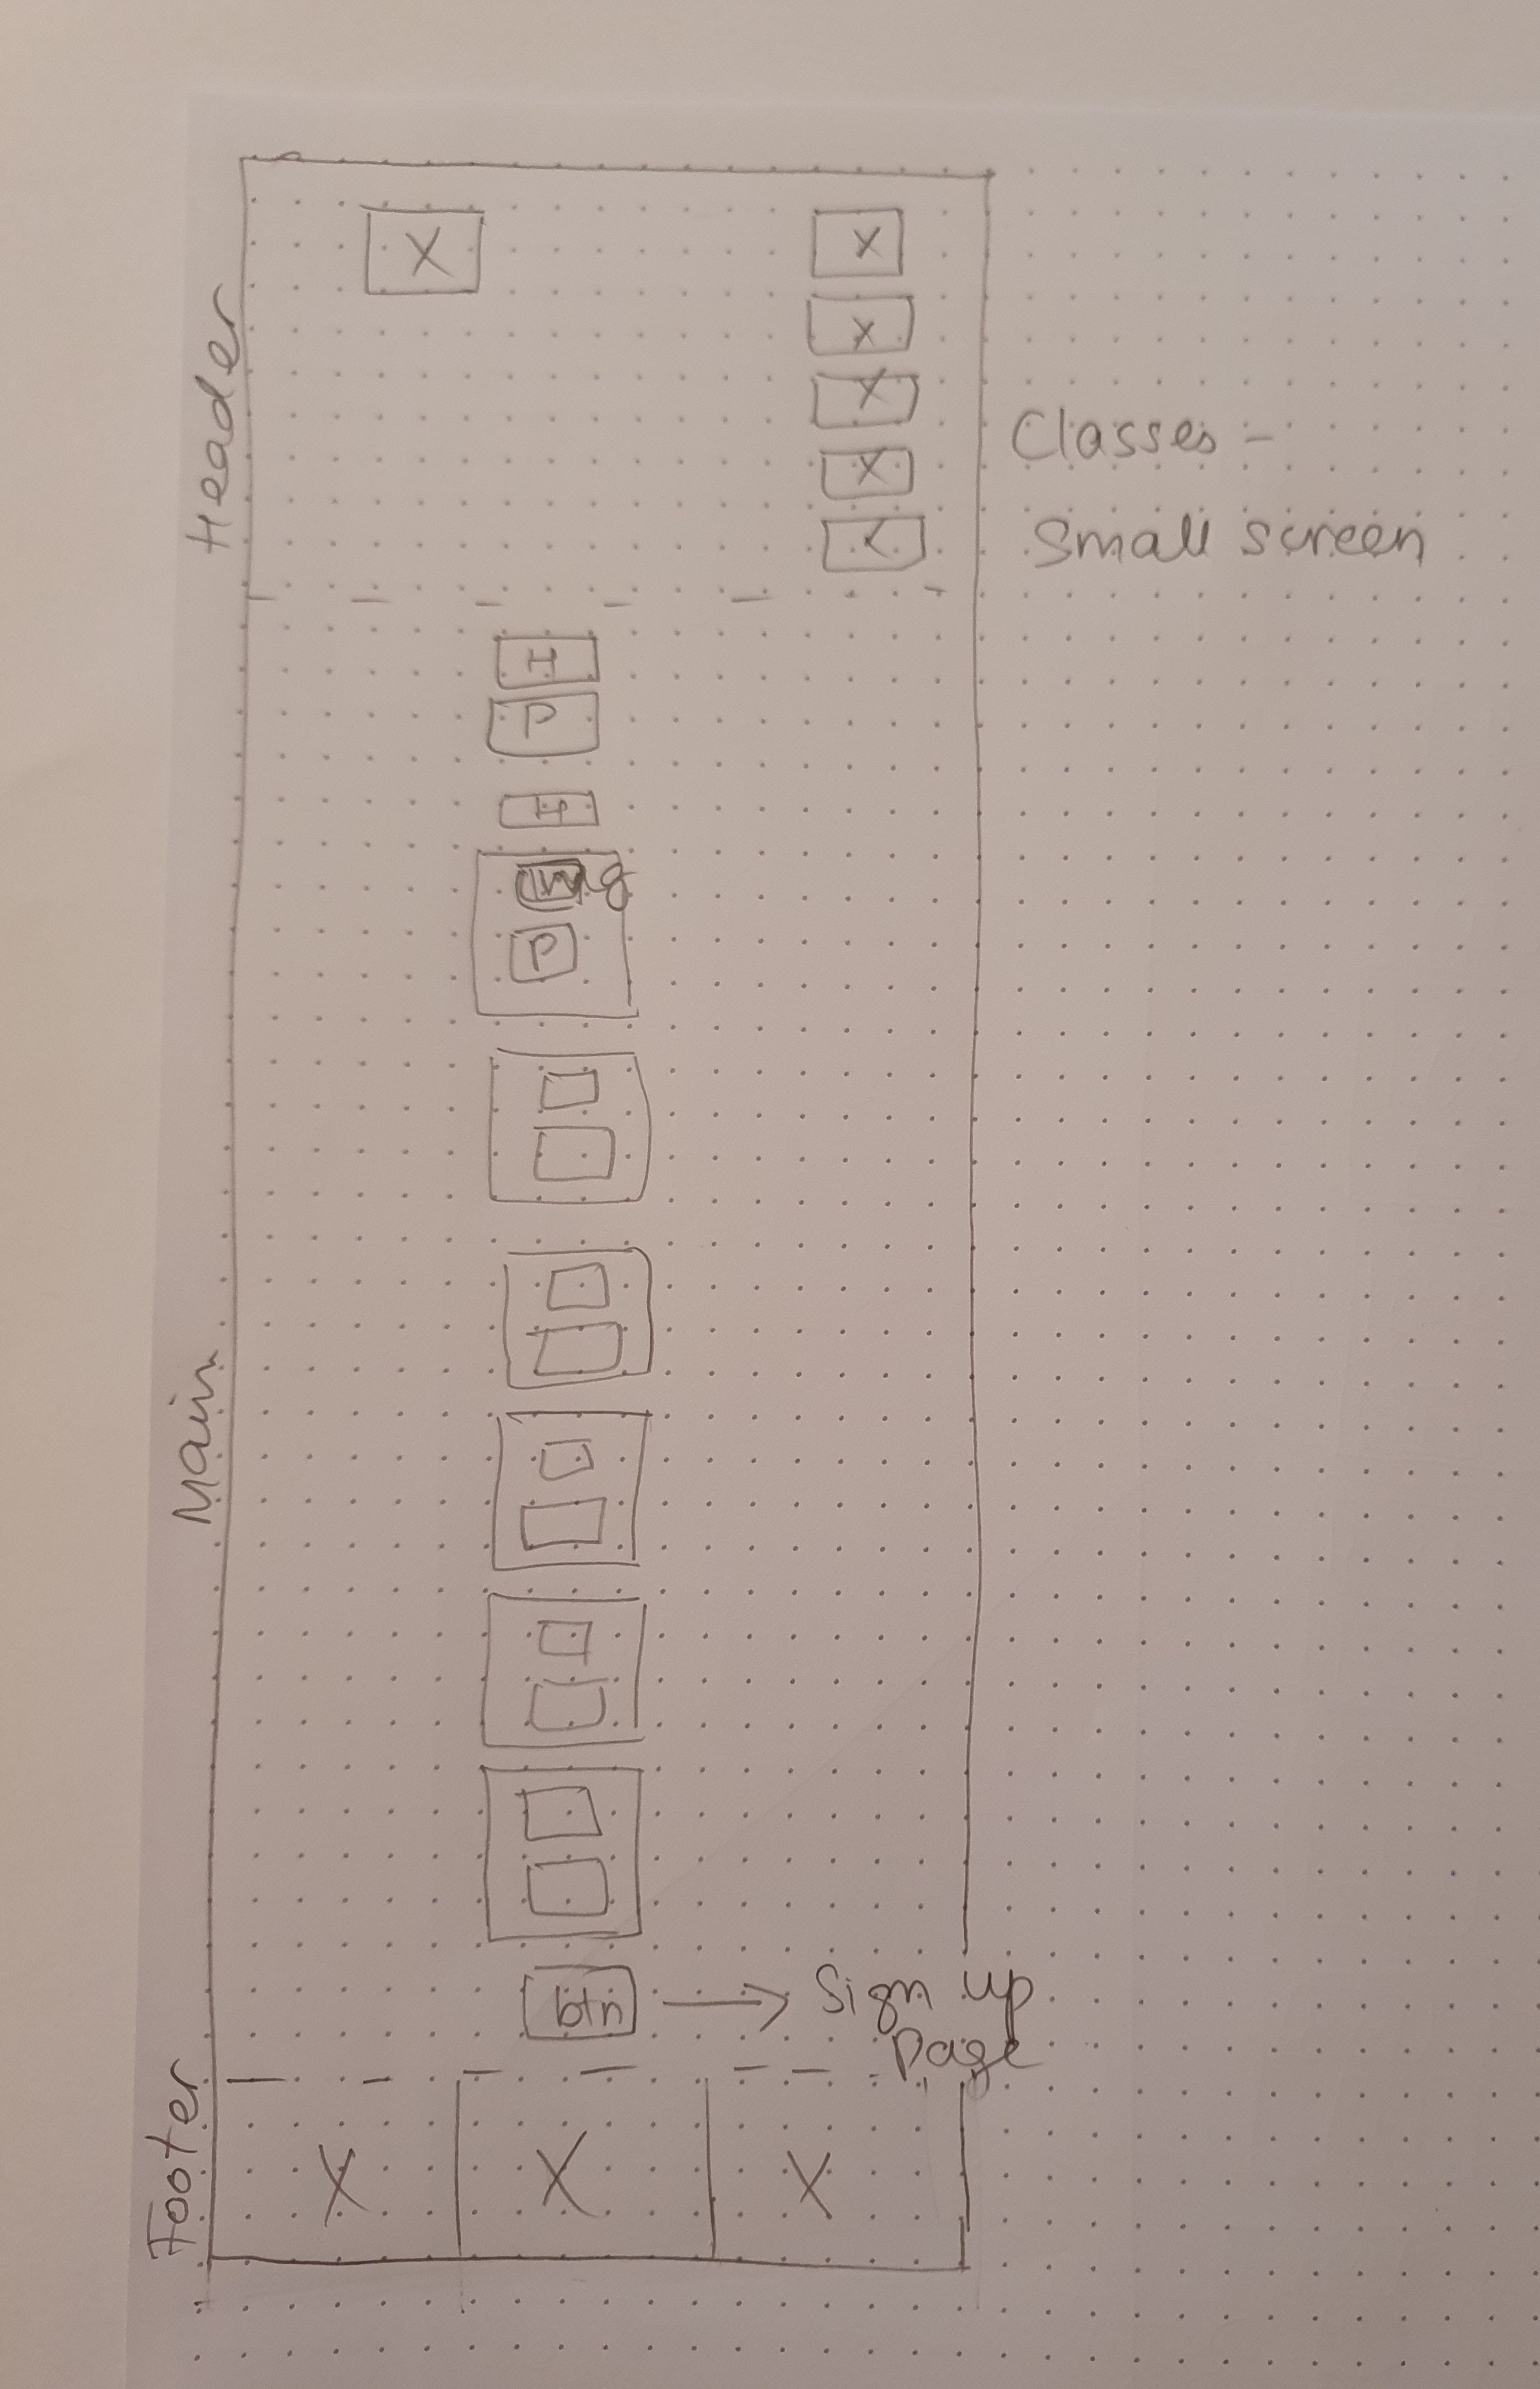 Header
X
X
X
X
X
Classes -
Small screen
H
P
H
img
P
Main
btn → Sign up
Page
Footer
X X X